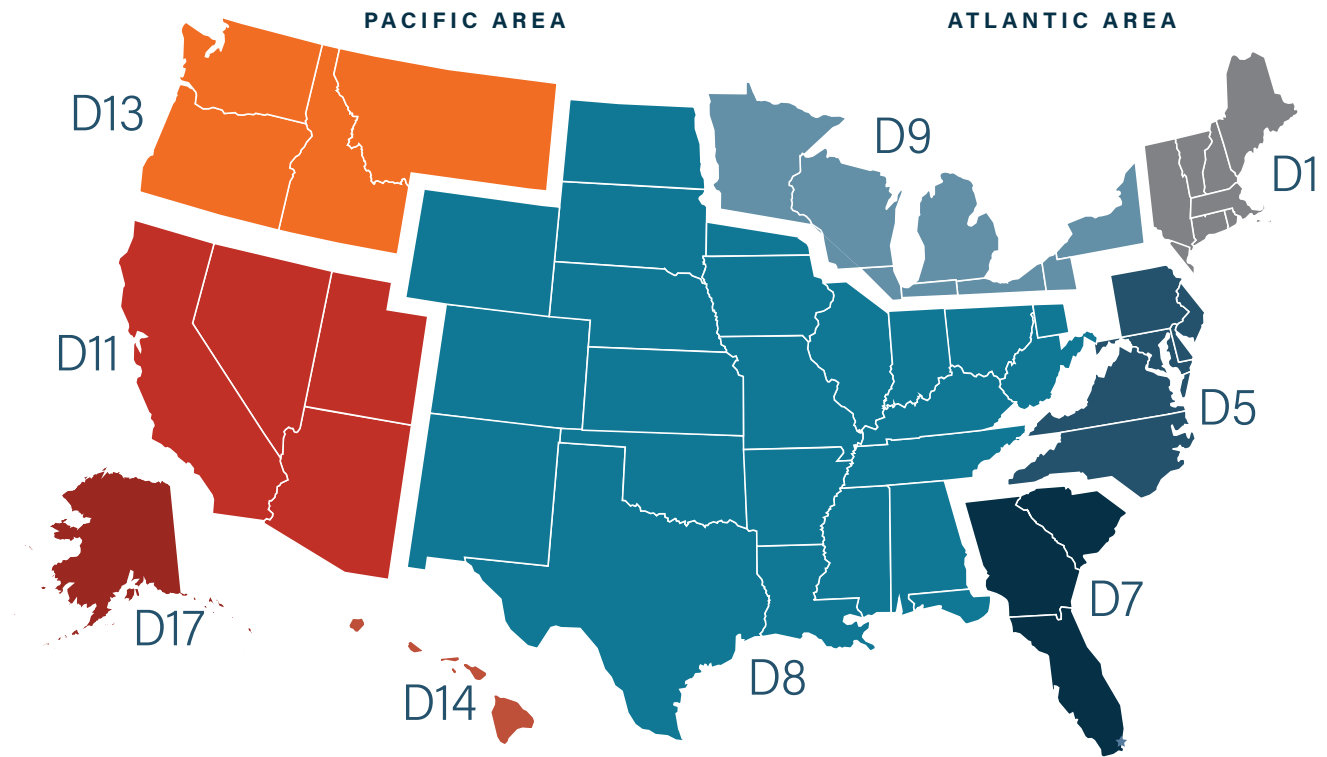 PACIFIC AREA
ATLANTIC AREA
D13
D9
D1
D11
D5
D7
D17
D8
D14